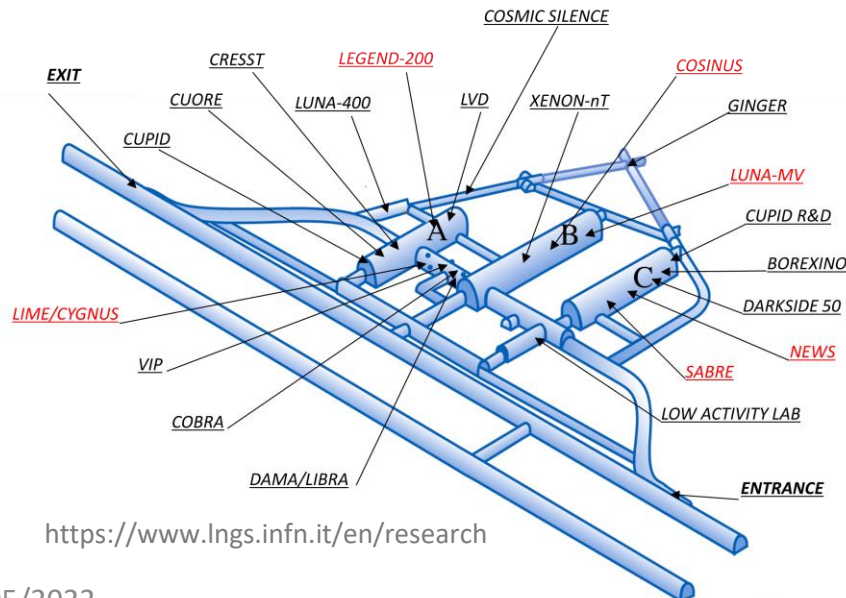 COSMIC SILENCE
EXIT
CRESST
LEGEND-200
COSINUS
CUORE
LUNA-400
LVD
XENON-nT
GINGER
CUPID
LUNA-MV
CUPID R&D
A
B
C
BOREXINO
DARKSIDE 50
LIME/CYGNUS
NEWS
VIP
SABRE
COBRA
LOW ACTIVITY LAB
DAMA/LIBRA
ENTRANCE
https://www.lngs.infn.it/en/research